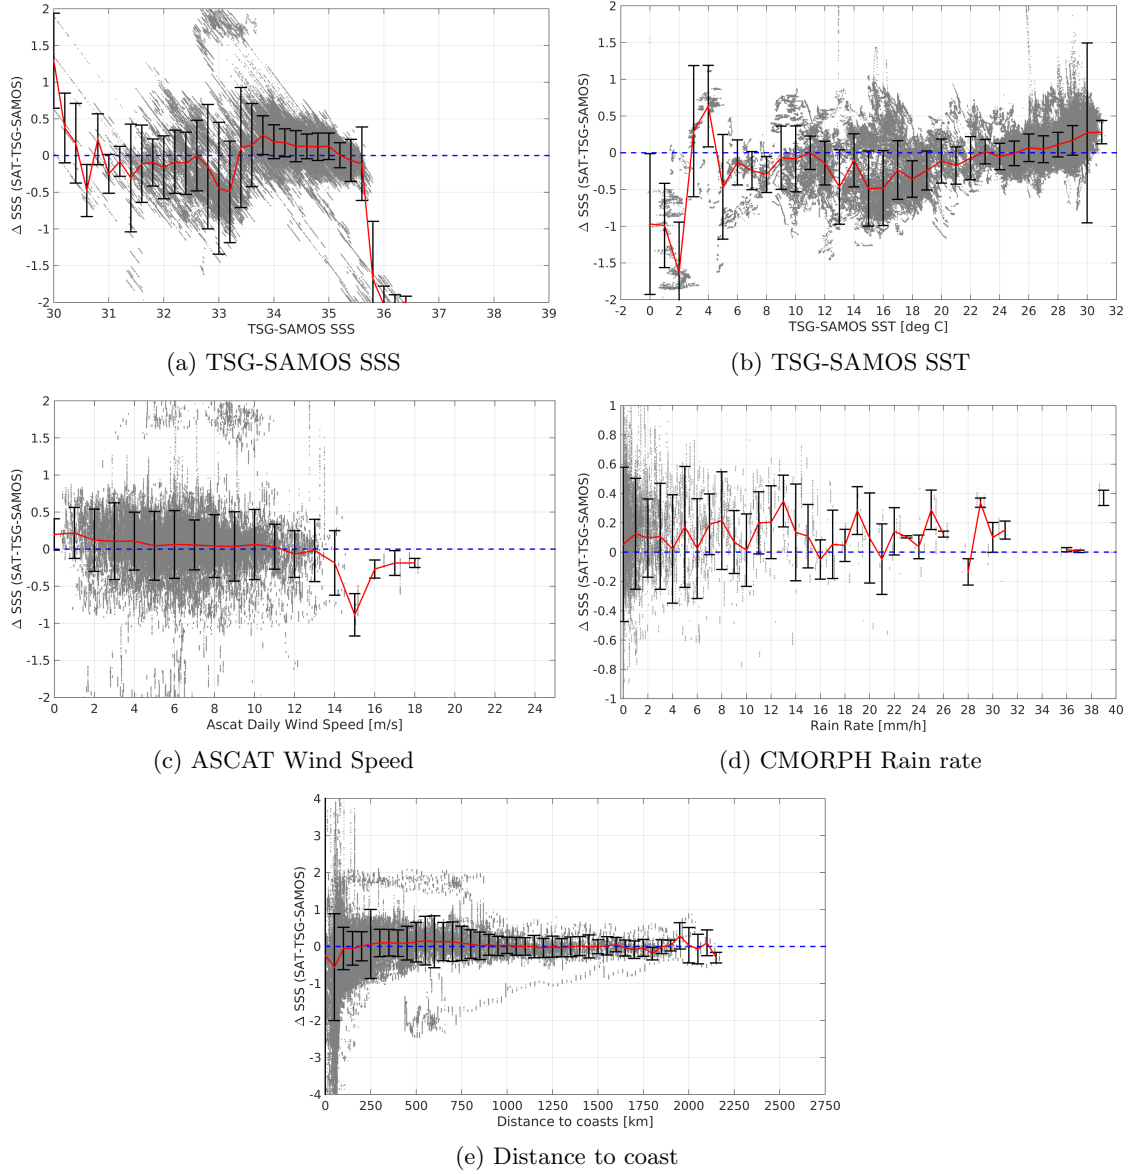 2
1.5
1
0.5
0
-0.5
-1
-1.5
-2
Δ SSS (SAT-TSG-SAMOS)
30 31 32 33 34 35 36 37 38 39
TSG-SAMOS SSS
(a) TSG-SAMOS SSS
2
1.5
1
0.5
0
-0.5
-1
-1.5
-2
Δ SSS (SAT-TSG-SAMOS)
-2 0 2 4 6 8 10 12 14 16 18 20 22 24 26 28 30 32
TSG-SAMOS SST [deg C]
(b) TSG-SAMOS SST
2
1.5
1
0.5
0
-0.5
-1
-1.5
-2
Δ SSS (SAT-TSG-SAMOS)
0 2 4 6 8 10 12 14 16 18 20 22 24
Ascat Daily Wind Speed [m/s]
(c) ASCAT Wind Speed
1
0.8
0.6
0.4
0.2
0
-0.2
-0.4
-0.6
-0.8
-1
Δ SSS (SAT-TSG-SAMOS)
0 2 4 6 8 10 12 14 16 18 20 22 24 26 28 30 32 34 36 38 40
Rain Rate [mm/h]
(d) CMORPH Rain rate
4
3
2
1
0
-1
-2
-3
-4
Δ SSS (SAT-TSG-SAMOS)
0 250 500 750 1000 1250 1500 1750 2000 2250 2500 2750
Distance to coasts [km]
(e) Distance to coast